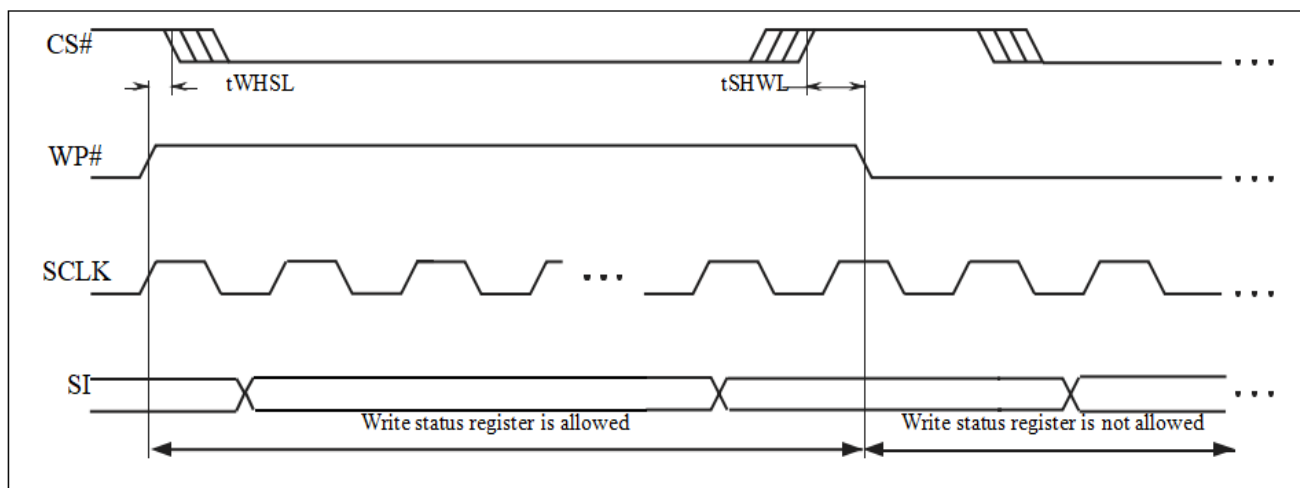 CS#
tWHSL
tSHWL
...
WP#
...
SCLK
...
...
SI
...
Write status register is allowed
Write status register is not allowed